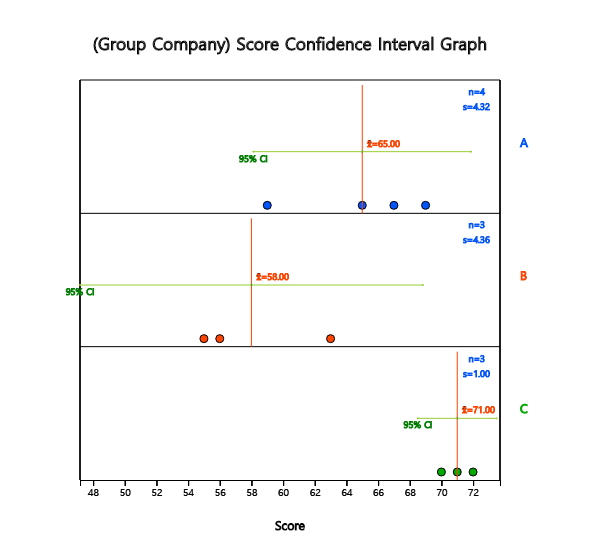 (Group Company) Score Confidence Interval Graph
n=4
s=4.32
A
x̄=65.00
95% CI
n=3
s=4.36
B
x̄=58.00
95% CI
n=3
s=1.00
C
x̄=71.00
95% CI
48 50 52 54 56 58 60 62 64 66 68 70 72
Score